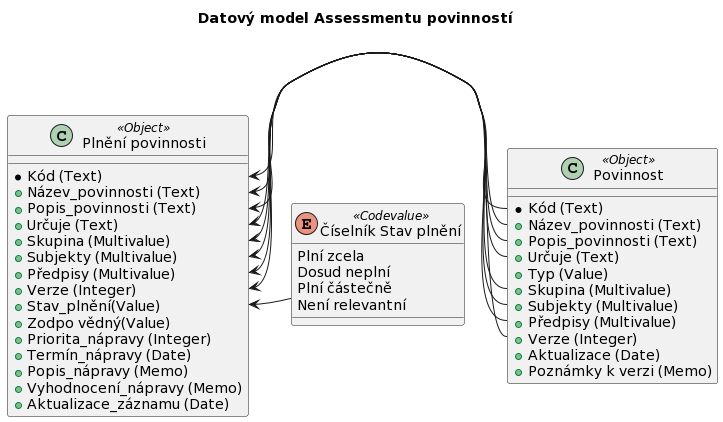 Datový model Assessmentu povinností
«Object»
C Plnění povinnosti
Kód (Text)
Název_povinnosti (Text)
Popis_povinnosti (Text)
Určuje (Text)
Skupina (Multivalue)
Subjekty (Multivalue)
Předpisy (Multivalue)
Verze (Integer)
Stav_plnění(Value)
Zodpo vědný(Value)
Priorita_nápravy (Integer)
Termín_nápravy (Date)
Popis_nápravy (Memo)
Vyhodnocení_nápravy (Memo)
Aktualizace_záznamu (Date)
«Codevalue»
E Číselník Stav plnění
Plní zcela
Dosud neplní
Plní částečně
Není relevantní
«Object»
C Povinnost
Kód (Text)
Název_povinnosti (Text)
Popis_povinnosti (Text)
Určuje (Text)
Typ (Value)
Skupina (Multivalue)
Subjekty (Multivalue)
Předpisy (Multivalue)
Verze (Integer)
Aktualizace (Date)
Poznámky k verzi (Memo)